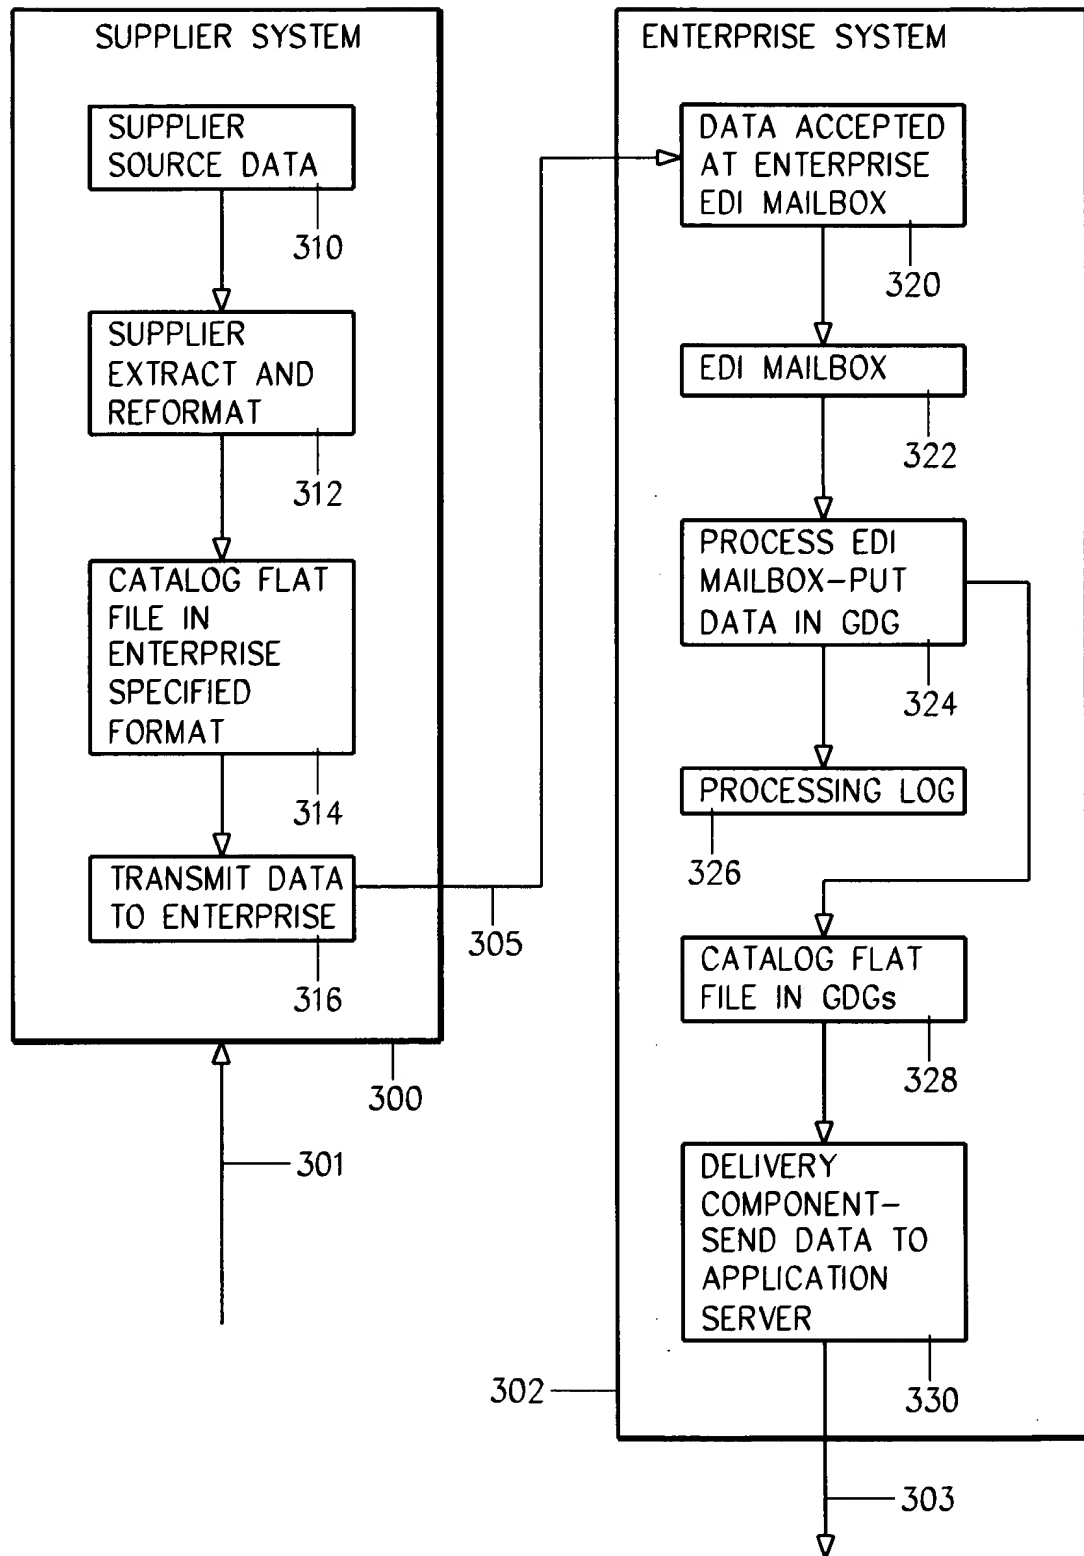 SUPPLIER SYSTEM
SUPPLIER
SOURCE DATA
310
SUPPLIER
EXTRACT AND
REFORMAT
312
CATALOG FLAT
FILE IN
ENTERPRISE
SPECIFIED
FORMAT
314
TRANSMIT DATA
TO ENTERPRISE
316
305
300
301
ENTERPRISE SYSTEM
DATA ACCEPTED
AT ENTERPRISE
EDI MAILBOX
320
EDI MAILBOX
322
PROCESS EDI
MAILBOX-PUT
DATA IN GDG
324
PROCESSING LOG
326
CATALOG FLAT
FILE IN GDGs
328
DELIVERY
COMPONENT-
SEND DATA TO
APPLICATION
SERVER
330
302
303